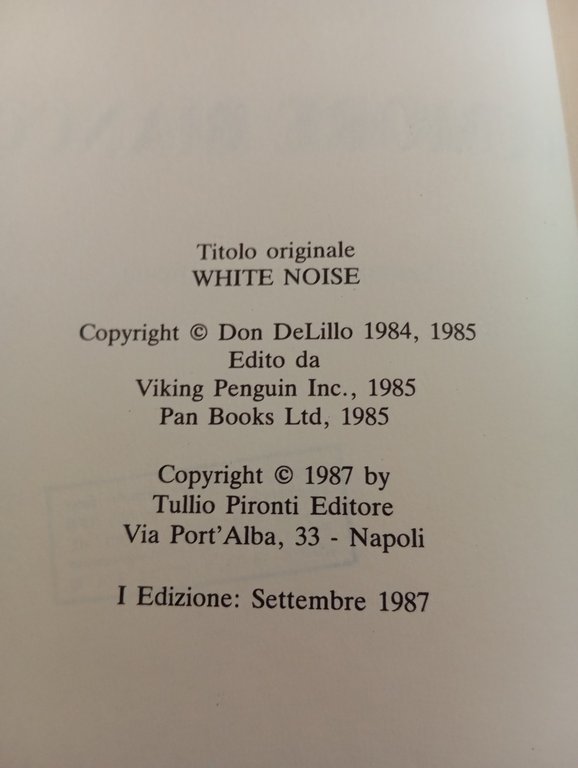 Titolo originale
WHITE NOISE
Copyright © Don DeLillo 1984, 1985
Edito da
Viking Penguin Inc., 1985
Pan Books Ltd, 1985
Copyright © 1987 by
Tullio Pironti Editore
Via Port'Alba, 33 - Napoli
I Edizione: Settembre 1987